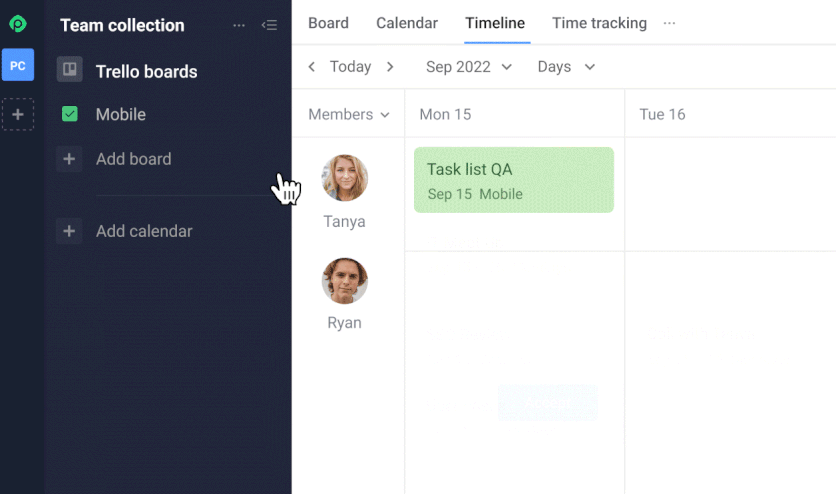 Team collection
PC
Trello boards
Mobile
Add board
Add calendar
Board Calendar Timeline Time tracking
Today Sep 2022 Days
Members Mon 15 Tue 16
Task list QA
Sep 15 Mobile
Tanya
Ryan